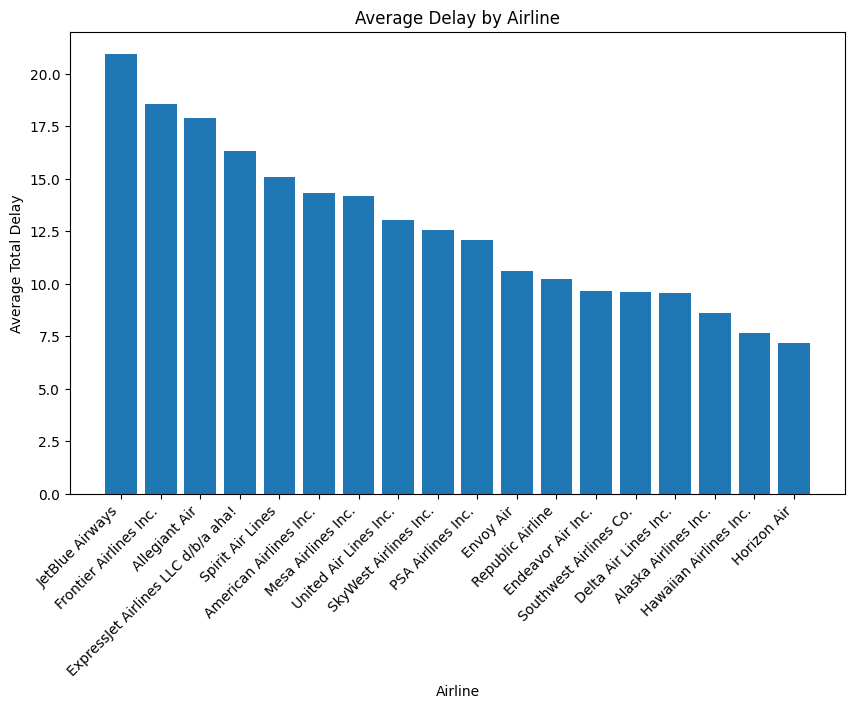 Average Delay by Airline
Average Total Delay
20.0
17.5
15.0
12.5
10.0
7.5
5.0
2.5
0.0
JetBlue Airways
Frontier Airlines Inc.
Allegiant Air
ExpressJet Airlines LLC d/b/a aha!
Spirit Air Lines
American Airlines Inc.
Mesa Airlines Inc.
United Air Lines Inc.
SkyWest Airlines Inc.
PSA Airlines Inc.
Envoy Air
Republic Airline
Endeavor Air Inc.
Southwest Airlines Co.
Delta Air Lines Inc.
Alaska Airlines Inc.
Hawaiian Airlines Inc.
Horizon Air
Airline